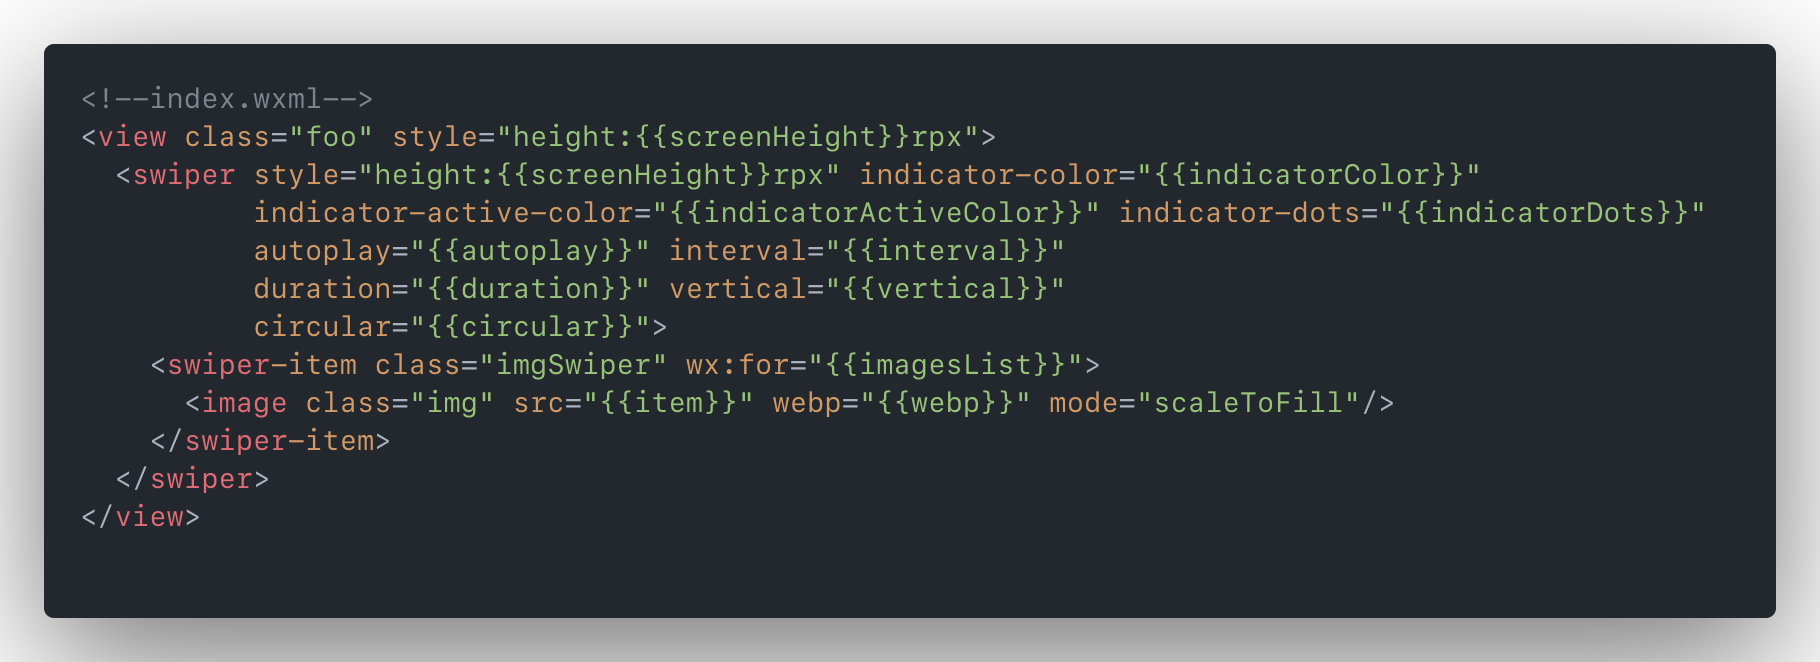 <!--index.wxml-->
<view class="foo" style="height:{{screenHeight}}rpx">
  <swiper style="height:{{screenHeight}}rpx" indicator-color="{{indicatorColor}}"
          indicator-active-color="{{indicatorActiveColor}}" indicator-dots="{{indicatorDots}}"
          autoplay="{{autoplay}}" interval="{{interval}}"
          duration="{{duration}}" vertical="{{vertical}}"
          circular="{{circular}}">
    <swiper-item class="imgSwiper" wx:for="{{imagesList}}">
      <image class="img" src="{{item}}" webp="{{webp}}" mode="scaleToFill"/>
    </swiper-item>
  </swiper>
</view>